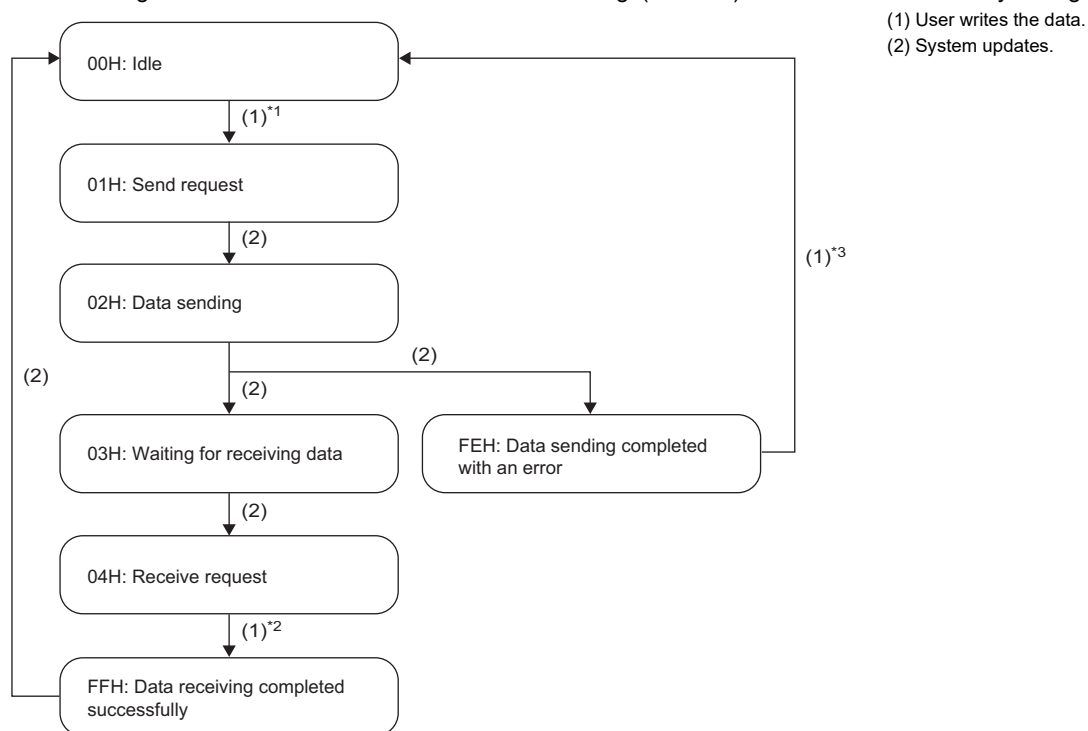 (1) User writes the data.
(2) System updates.
00H: Idle
(1)*1
01H: Send request
(2)
02H: Data sending
(1)*3
(2)
(2)
(2)
03H: Waiting for receiving data
FEH: Data sending completed
with an error
(2)
04H: Receive request
(1)*2
FFH: Data receiving completed
successfully